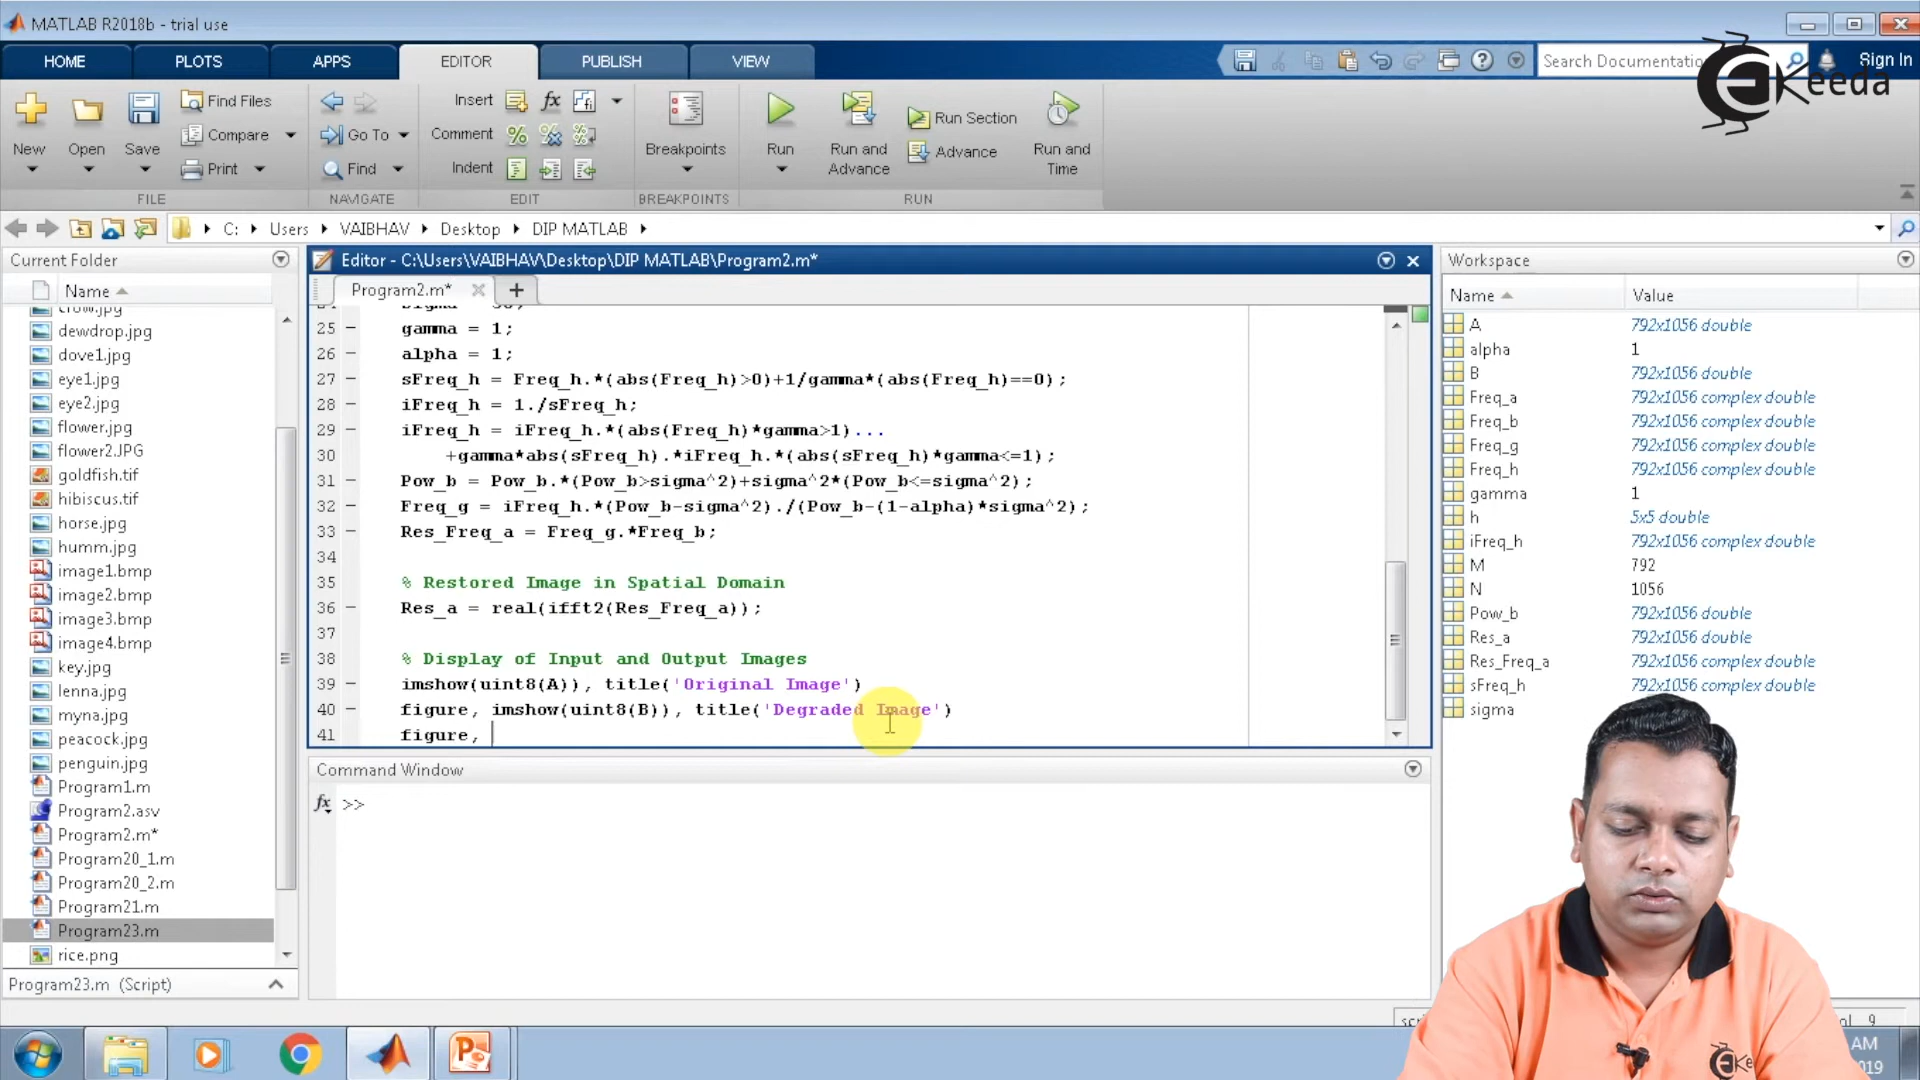 MATLAB R2018b - trial use
HOME
PLOTS
APPS
EDITOR
PUBLISH
VIEW
Search Documentatio
Sign In
Keeda
New
Open
Save
Find Files
Compare
Print
FILE
Go To
Find
NAVIGATE
Insert
fx
Comment
Indent
EDIT
Breakpoints
BREAKPOINTS
Run
Run and Advance
Run Section
Advance
Run and Time
RUN
C: Users VAIBHAV Desktop DIP MATLAB
Current Folder
Name
crow.jpg
dewdrop.jpg
dove1.jpg
eye1.jpg
eye2.jpg
flower.jpg
flower2.JPG
goldfish.tif
hibiscus.tif
horse.jpg
humm.jpg
image1.bmp
image2.bmp
image3.bmp
image4.bmp
key.jpg
lenna.jpg
myna.jpg
peacock.jpg
penguin.jpg
Program1.m
Program2.asv
Program2.m*
Program20_1.m
Program20_2.m
Program21.m
Program23.m
rice.png
Program23.m (Script)
Editor - C:\Users\VAIBHAV\Desktop\DIP MATLAB\Program2.m*
Program2.m*
25 - gamma = 1;
26 - alpha = 1;
27 - sFreq_h = Freq_h.*(abs(Freq_h)>0)+1/gamma*(abs(Freq_h)==0);
28 - iFreq_h = 1./sFreq_h;
29 - iFreq_h = iFreq_h.*(abs(Freq_h)*gamma>1)...
30 +gamma*abs(sFreq_h).*iFreq_h.*(abs(sFreq_h)*gamma<=1);
31 - Pow_b = Pow_b.*(Pow_b>sigma^2)+sigma^2*(Pow_b<=sigma^2);
32 - Freq_g = iFreq_h.*(Pow_b-sigma^2)./(Pow_b-(1-alpha)*sigma^2);
33 - Res_Freq_a = Freq_g.*Freq_b;
34
35 % Restored Image in Spatial Domain
36 - Res_a = real(ifft2(Res_Freq_a));
37
38 % Display of Input and Output Images
39 - imshow(uint8(A)), title('Original Image')
40 - figure, imshow(uint8(B)), title('Degraded Image')
41 figure,
Command Window
fx >>
Workspace
Name Value
A 792x1056 double
alpha 1
B 792x1056 double
Freq_a 792x1056 complex double
Freq_b 792x1056 complex double
Freq_g 792x1056 complex double
Freq_h 792x1056 complex double
gamma 1
h 5x5 double
iFreq_h 792x1056 complex double
M 792
N 1056
Pow_b 792x1056 double
Res_a 792x1056 double
Res_Freq_a 792x1056 complex double
sFreq_h 792x1056 complex double
sigma
9
AM